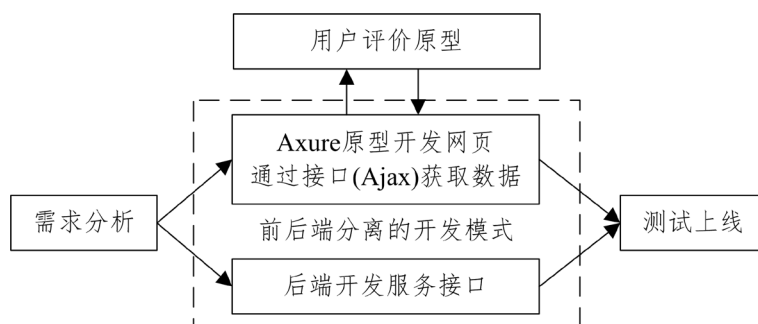 用户评价原型
Axure原型开发网页
通过接口(Ajax)获取数据
需求分析
前后端分离的开发模式
测试上线
后端开发服务接口